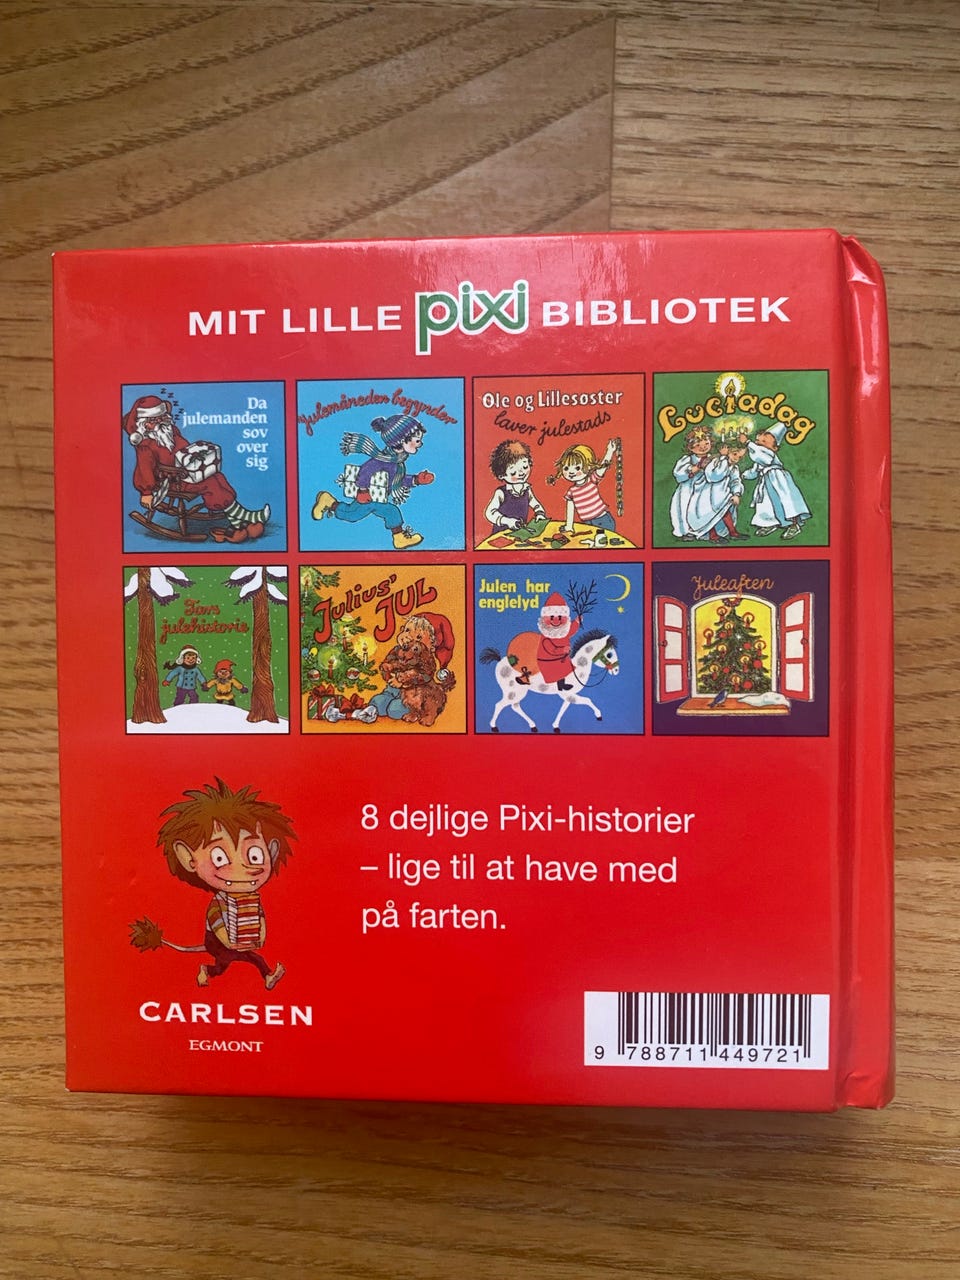 MIT LILLE pixi BIBLIOTEK
Da
julemanden
sov
over
sig
Julemåneden begynder
Ole og Lillesøster
laver julestads
Luciadag
julehistorie
Julius'
JUL
Julen har
englelyd
Juleaften
8 dejlige Pixi-historier
– lige til at have med
på farten.
CARLSEN
EGMONT
9 788711 449721